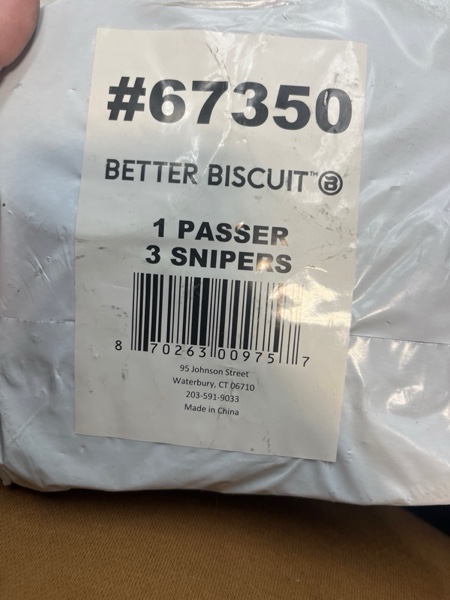 #67350
BETTER BISCUIT™ B
1 PASSER
3 SNIPERS
8 70263 00975 7
95 Johnson Street
Waterbury, CT 06710
203-591-9033
Made in China